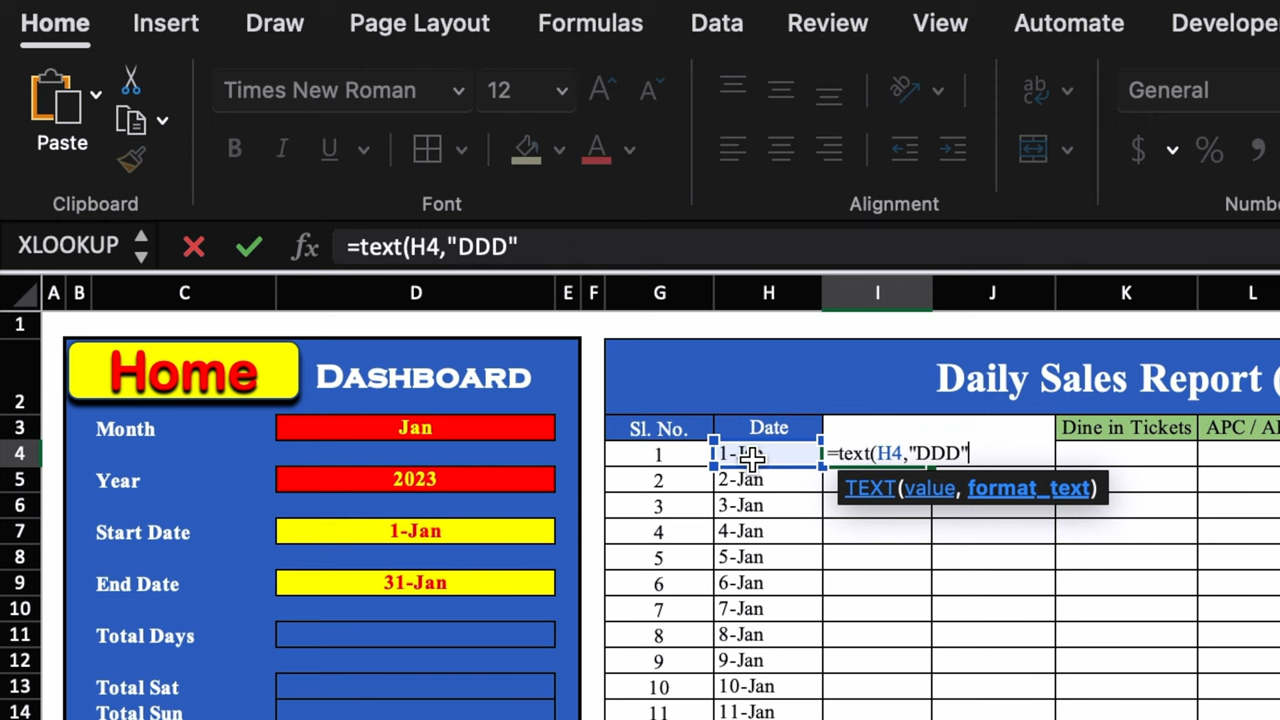 Home Insert Draw Page Layout Formulas Data Review View Automate Develope
Times New Roman 12 General
Paste B I U A $ %
Clipboard Font Alignment Numb
XLOOKUP fx =text(H4,"DDD"
A B C D E F G H I J K L
1
2 Home DASHBOARD Daily Sales Report (
3 Month Jan Sl. No. Date Dine in Tickets APC / A
4 1 =text(H4,"DDD"
5 Year 2023 2 2-Jan TEXT(value, format_text)
6 3 3-Jan
7 Start Date 1-Jan 4 4-Jan
8 5 5-Jan
9 End Date 31-Jan 6 6-Jan
10 7 7-Jan
11 Total Days 8 8-Jan
12 9 9-Jan
13 Total Sat 10 10-Jan
14 Total Sun 11 11-Jan